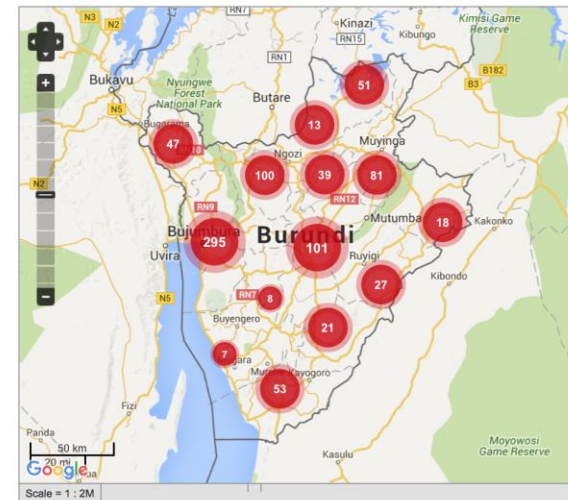 RN7
N3
N2
Kinazi
Kimisi Game
Reserve
Kibungo
RN15
RN1
Bukavu
Nyungwe
Forest
National Park
B182
B3
51
N5
Butare
Bugarama
13
47
Muyinga
Ngozi
100
39
81
N2
RN9
RN12
Mutumba
18
Kakonko
Bujumbura
295
Burundi
101
Uvira
Ruyigi
Kibondo
27
N5
RN7
8
Buyengero
21
7
Kayogoro
53
Fizi
Panda
50 km
20 mi
Google
Kasulu
Moyowosi
Game Reserve
Scale = 1 : 2M